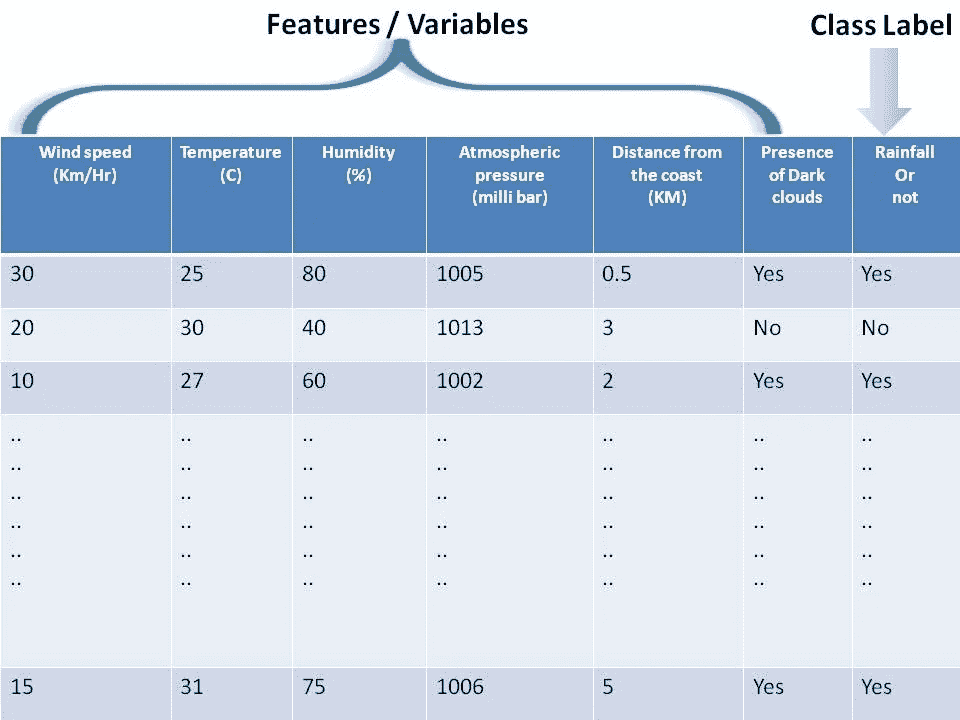 Features / Variables
Class Label
Wind speed
(Km/Hr)
Temperature
(C)
Humidity
(%)
Atmospheric
pressure
(milli bar)
Distance from
the coast
(KM)
Presence
of Dark
clouds
Rainfall
Or
not
30 25 80 1005 0.5 Yes Yes
20 30 40 1013 3 No No
10 27 60 1002 2 Yes Yes
.. .. .. .. .. .. ..
.. .. .. .. .. .. ..
.. .. .. .. .. .. ..
.. .. .. .. .. .. ..
.. .. .. .. .. .. ..
.. .. .. .. .. .. ..
15 31 75 1006 5 Yes Yes